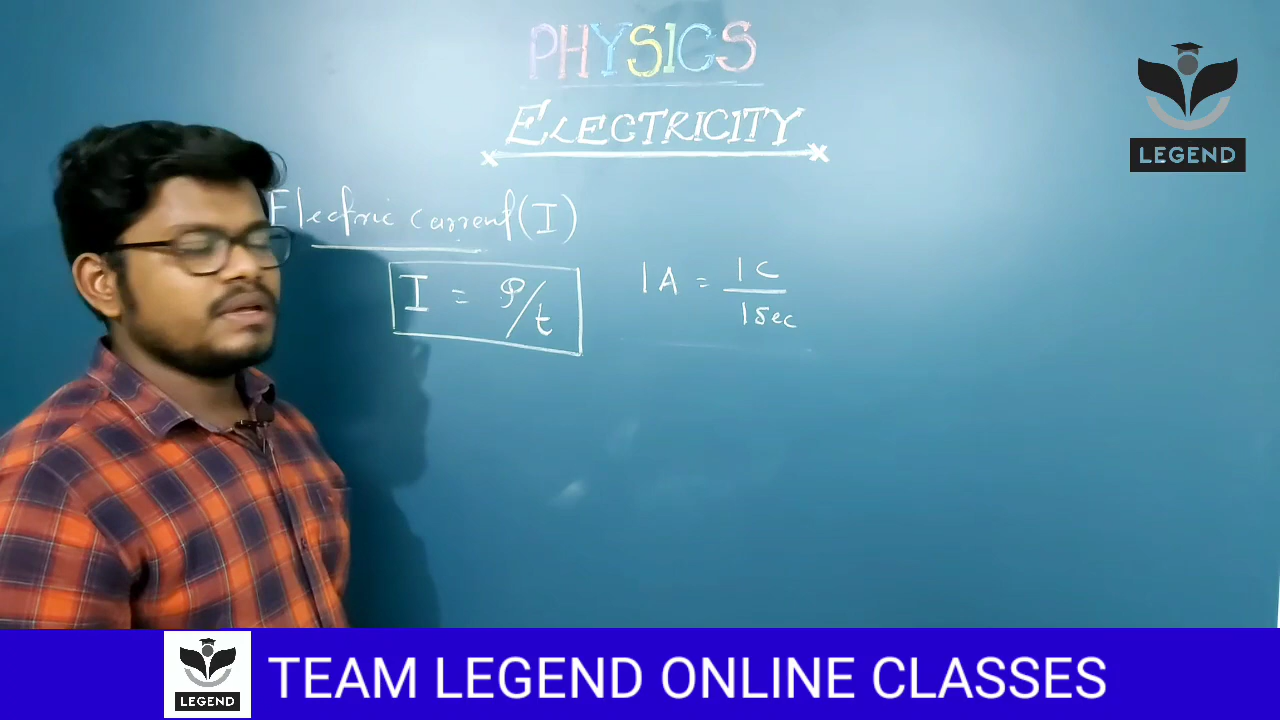 PHYSICS
ELECTRICITY
LEGEND
Electric current (I)
I = Q/t
1A = 1C / 1sec
LEGEND
TEAM LEGEND ONLINE CLASSES